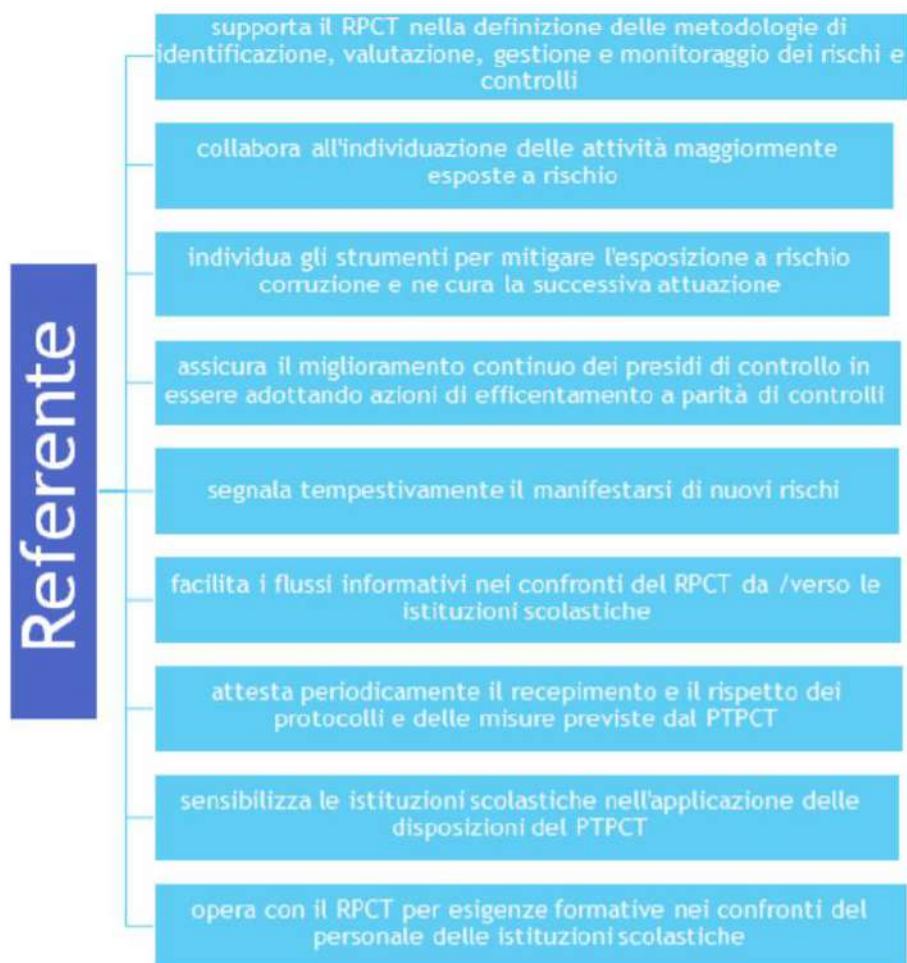 Referente
supporta il RPCT nella definizione delle metodologie di
identificazione, valutazione, gestione e monitoraggio dei rischi e
controlli
collabora all'individuazione delle attività maggiormente
esposte a rischio
individua gli strumenti per mitigare l'esposizione a rischio
corruzione e ne cura la successiva attuazione
assicura il miglioramento continuo dei presidi di controllo in
essere adottando azioni di efficentamento a parità di controlli
segnala tempestivamente il manifestarsi di nuovi rischi
facilita i flussi informativi nei confronti del RPCT da /verso le
istituzioni scolastiche
attesta periodicamente il recepimento e il rispetto dei
protocolli e delle misure previste dal PTPCT
sensibilizza le istituzioni scolastiche nell'applicazione delle
disposizioni del PTPCT
opera con il RPCT per esigenze formative nei confronti del
personale delle istituzioni scolastiche